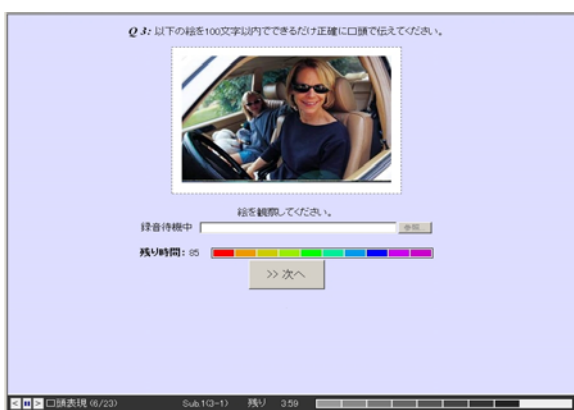 Q 3: 以下の絵を100文字以内でできるだけ正確に口頭で伝えてください。
絵を観察してください。
録音待機中
参照...
残り時間: 85
>> 次へ
< >
口頭表現 (6/23)
Sub.1(3-1)
残り 3:59